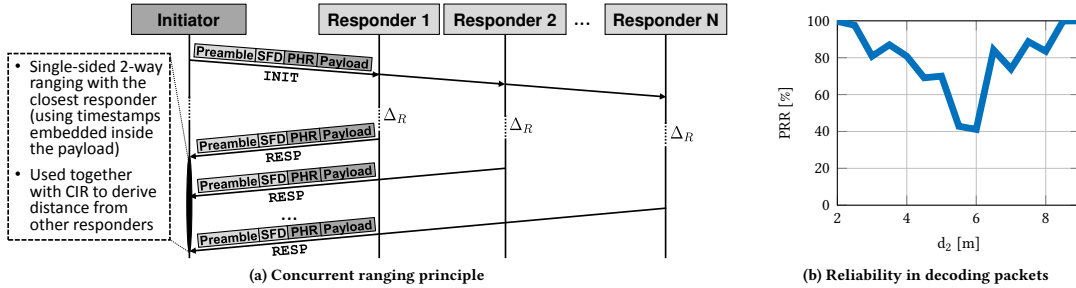 Initiator
Responder 1
Responder 2
...
Responder N
Preamble SFD PHR Payload
INIT
• Single-sided 2-way
ranging with the
closest responder
(using timestamps
embedded inside
the payload)
• Used together
with CIR to derive
distance from
other responders
Δ_R
Δ_R
Δ_R
Preamble SFD PHR Payload
RESP
Preamble SFD PHR Payload
RESP
...
Preamble SFD PHR Payload
RESP
(a) Concurrent ranging principle
100
80
60
40
20
0
PRR [%]
2 4 6 8
d₂ [m]
(b) Reliability in decoding packets